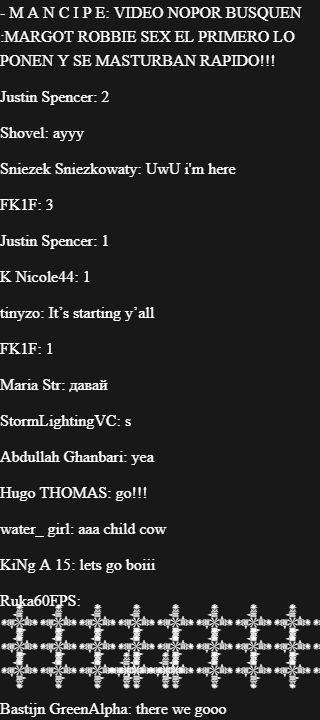 - M A N C I P E: VIDEO NOPOR BUSQUEN
:MARGOT ROBBIE SEX EL PRIMERO LO
PONEN Y SE MASTURBAN RAPIDO!!!
Justin Spencer: 2
Shovel: ayyy
Sniezek Sniezkowaty: UwU i'm here
FK1F: 3
Justin Spencer: 1
K Nicole44: 1
tinyzo: It’s starting y’all
FK1F: 1
Maria Str: давай
StormLightingVC: s
Abdullah Ghanbari: yea
Hugo THOMAS: go!!!
water_ girl: aaa child cow
KiNg A 15: lets go boiii
Ruka60FPS:
Bastijn GreenAlpha: there we gooo